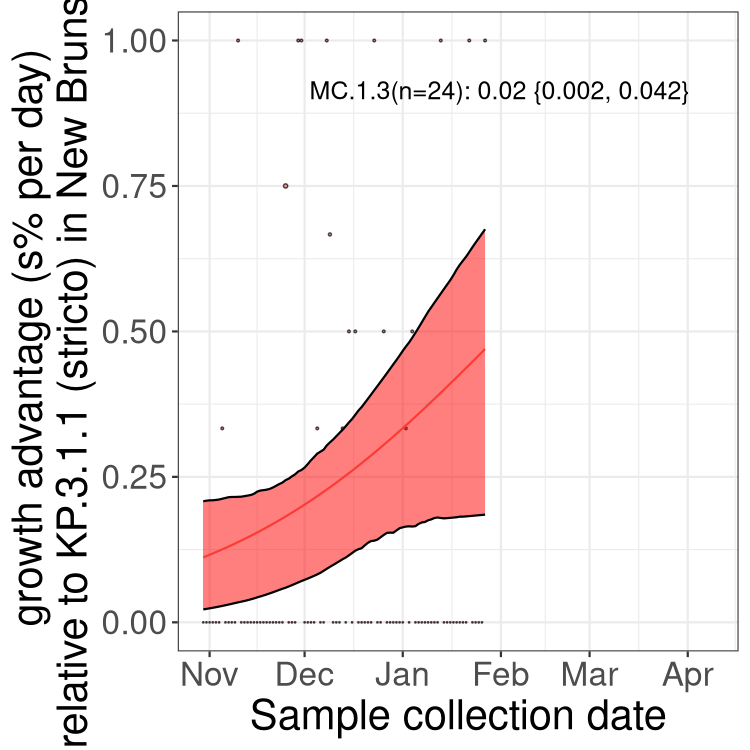 growth advantage (s% per day)
relative to KP.3.1.1 (stricto) in New Bruns
1.00
0.75
0.50
0.25
0.00
MC.1.3(n=24): 0.02 {0.002, 0.042}
Nov Dec Jan Feb Mar Apr
Sample collection date